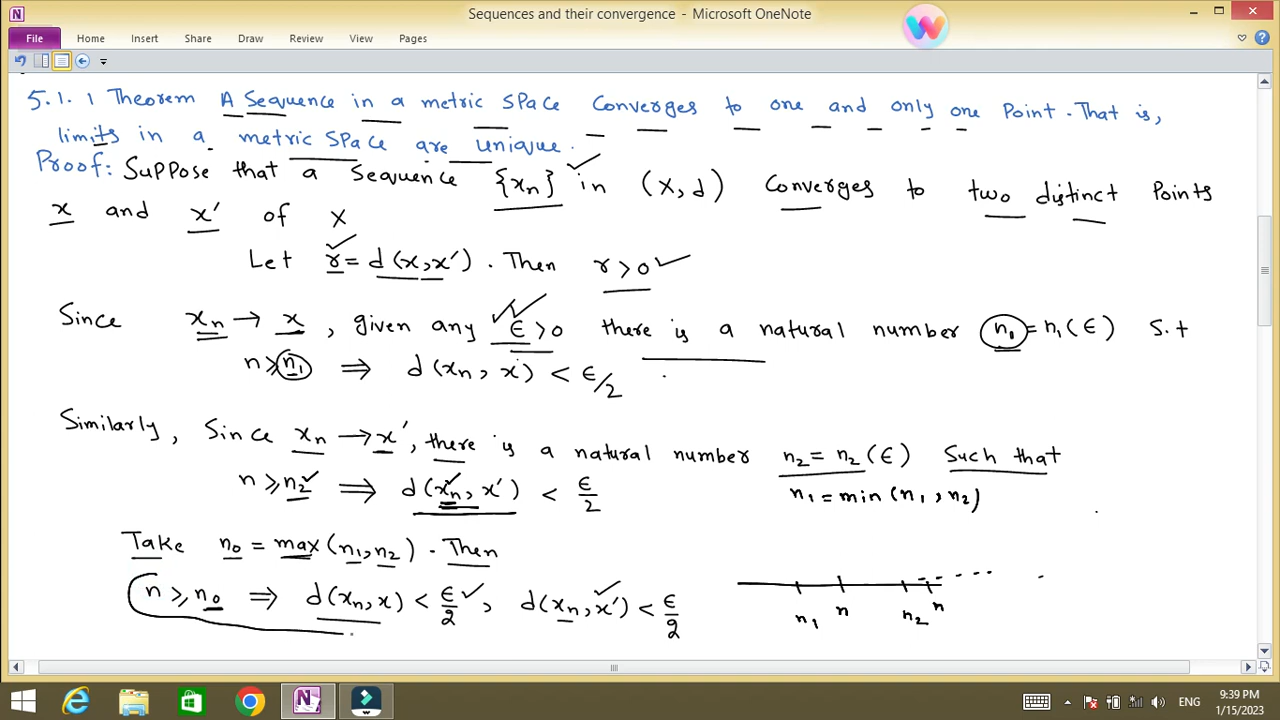 Sequences and their convergence - Microsoft OneNote
File Home Insert Share Draw Review View Pages
5.1.1 Theorem A Sequence in a metric space Converges to one and only one Point. That is,
limits in a metric space are unique.
Proof: Suppose that a sequence {xn} in (X, d) Converges to two distinct Points
x and x' of X
Let r = d(x, x'). Then r > 0
Since xn → x, given any ϵ > 0 there is a natural number n1 = n1(ϵ) S.t
n ≥ n1 ⇒ d(xn, x) < ϵ/2
Similarly, Since xn → x', there is a natural number n2 = n2(ϵ) Such that
n ≥ n2 ⇒ d(xn, x') < ϵ/2
n1 = min(n1, n2)
Take n0 = max(n1, n2). Then
n ≥ n0 ⇒ d(xn, x) < ϵ/2, d(xn, x') < ϵ/2
n1 n n2 n
ENG
9:39 PM
1/15/2023